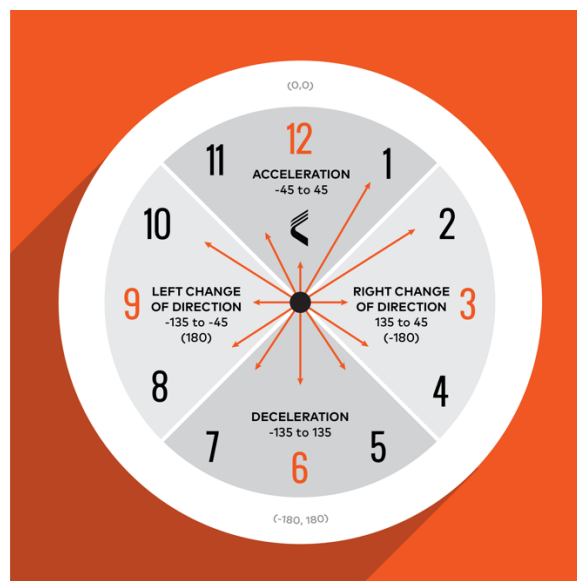 (0,0)
12
11
1
ACCELERATION
-45 to 45
10
2
LEFT CHANGE
OF DIRECTION
-135 to -45
(180)
9
RIGHT CHANGE
OF DIRECTION
135 to 45
(-180)
3
8
4
DECELERATION
-135 to 135
7
6
5
(-180, 180)